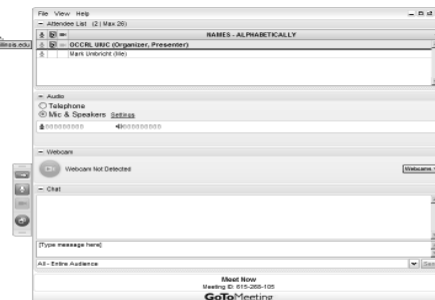 File View Help
Attendee List (2 | Max 26)
NAMES - ALPHABETICALLY
OCCRL UIUC (Organizer, Presenter)
Mark Umbricht (Me)
Audio
Telephone
Mic & Speakers Settings
Webcam
Webcam Not Detected
Webcams
Chat
[Type message here]
All - Entire Audience
Meet Now
Meeting ID: 615-268-105
GoToMeeting